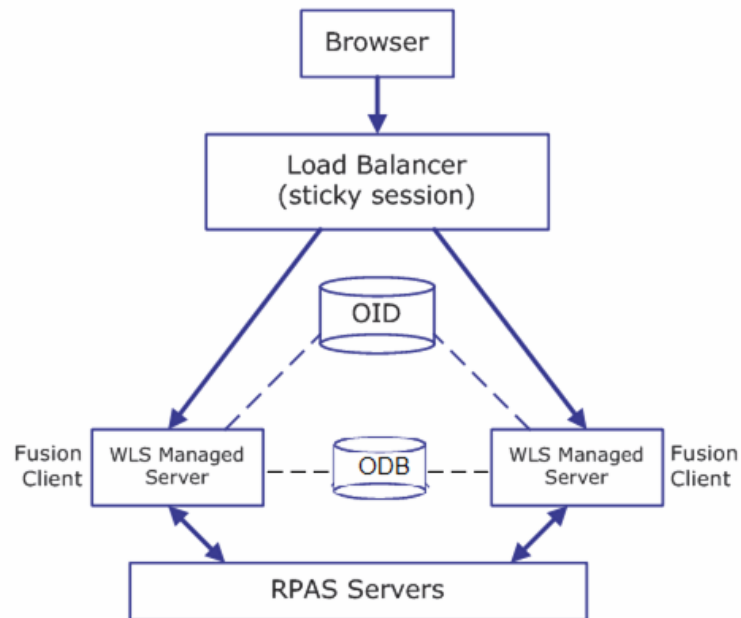 Browser
Load Balancer
(sticky session)
OID
Fusion
Client
WLS Managed
Server
ODB
WLS Managed
Server
Fusion
Client
RPAS Servers